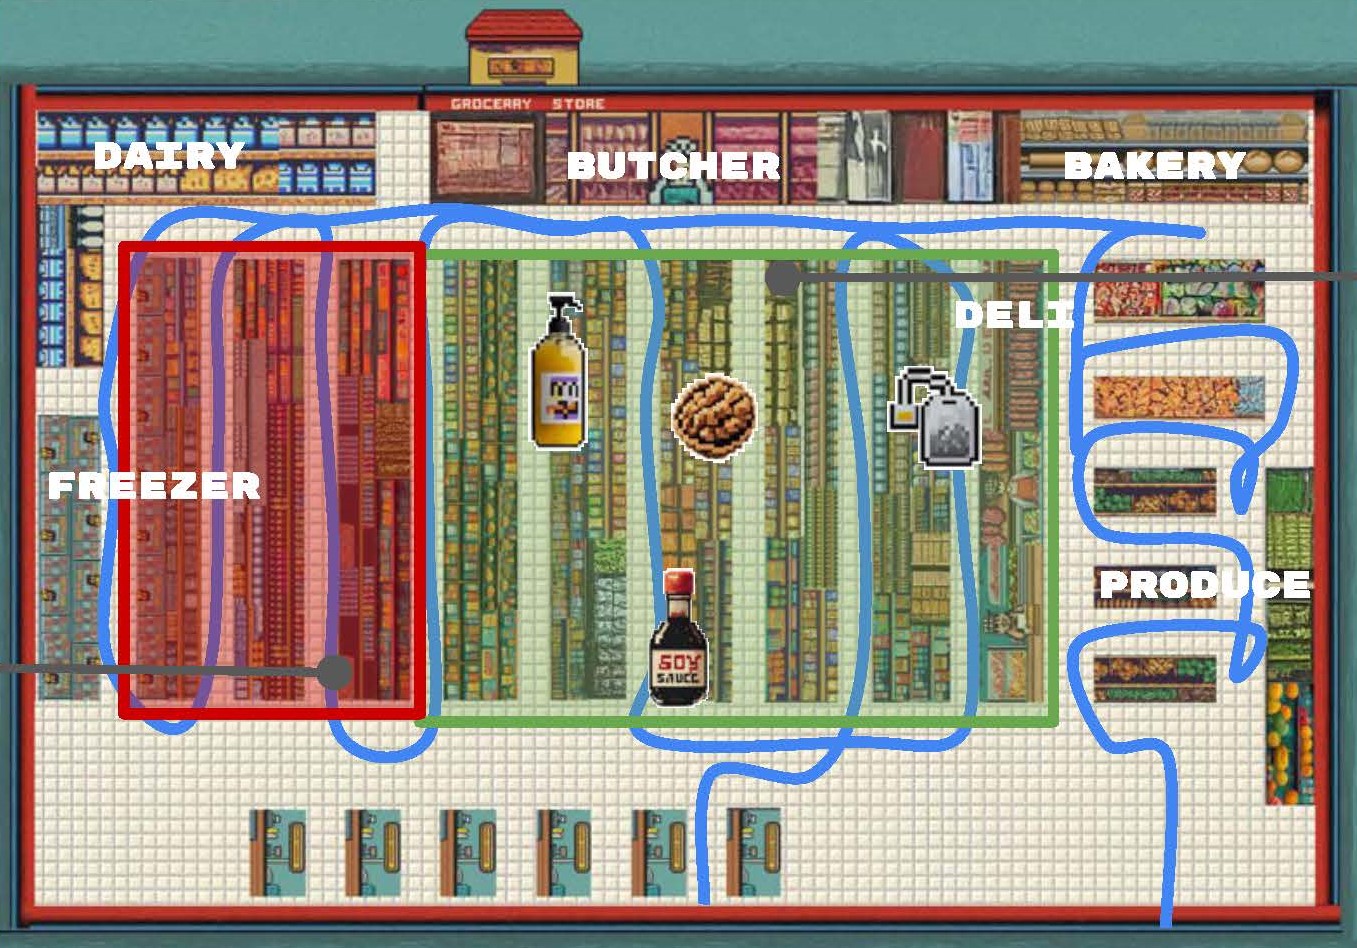 GROCERRY STORE
DAIRY
BUTCHER
BAKERY
DELI
FREEZER
PRODUCE
SOY
SAUCE